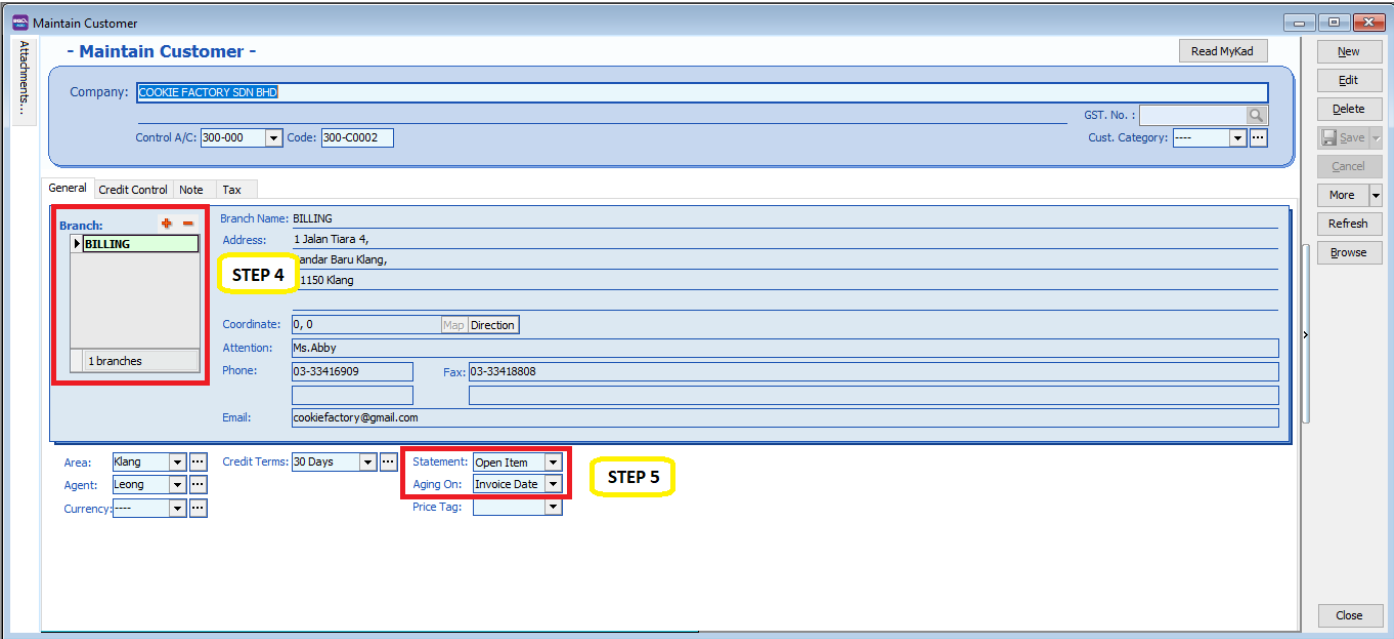 Maintain Customer
Attachments...
- Maintain Customer -
Read MyKad
Company: COOKIE FACTORY SDN BHD
GST. No. :
Control A/C: 300-000 Code: 300-C0002 Cust. Category: ----
General Credit Control Note Tax
Branch:
BILLING
1 branches
STEP 4
Branch Name: BILLING
Address: 1 Jalan Tiara 4,
andar Baru Klang,
1150 Klang
Coordinate: 0, 0 Map Direction
Attention: Ms.Abby
Phone: 03-33416909 Fax: 03-33418808
Email: cookiefactory@gmail.com
Area: Klang ... Credit Terms: 30 Days ... Statement: Open Item
Agent: Leong ... Aging On: Invoice Date
Currency: ---- ... Price Tag:
STEP 5
New
Edit
Delete
Save
Cancel
More
Refresh
Browse
Close